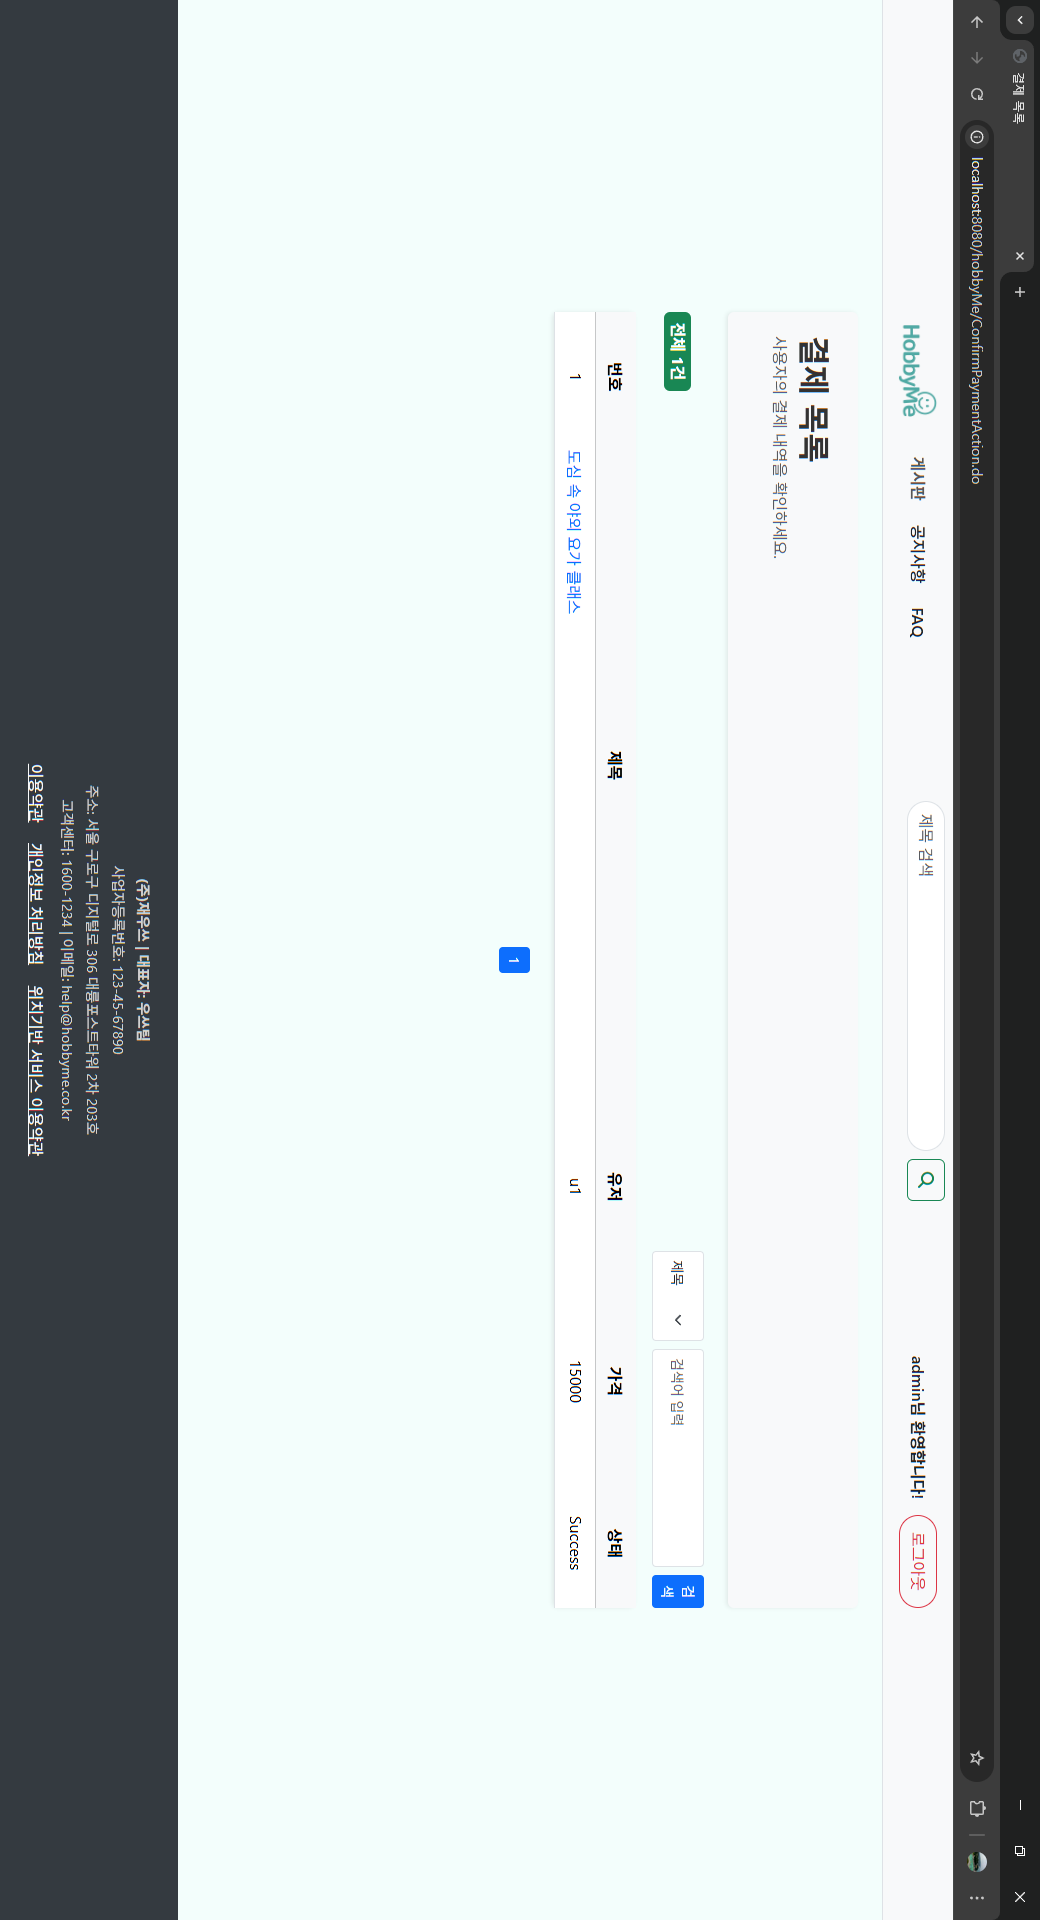 결제 목록
localhost:8080/hobbyMe/ConfirmPaymentAction.do
HobbyMe
게시판 공지사항 FAQ
제목 검색
admin님 환영합니다!
로그아웃
결제 목록
사용자의 결제 내역을 확인하세요.
전체 1건
제목
검색어 입력
검
색
번호 제목 유저 가격 상태
1 도심 속 야외 요가 클래스 u1 15000 Success
1
(주)재우쓰 | 대표자: 우쓰팀
사업자등록번호: 123-45-67890
주소: 서울 구로구 디지털로 306 대륭포스트타워 2차 203호
고객센터: 1600-1234 | 이메일: help@hobbyme.co.kr
이용약관 개인정보 처리방침 위치기반 서비스 이용약관